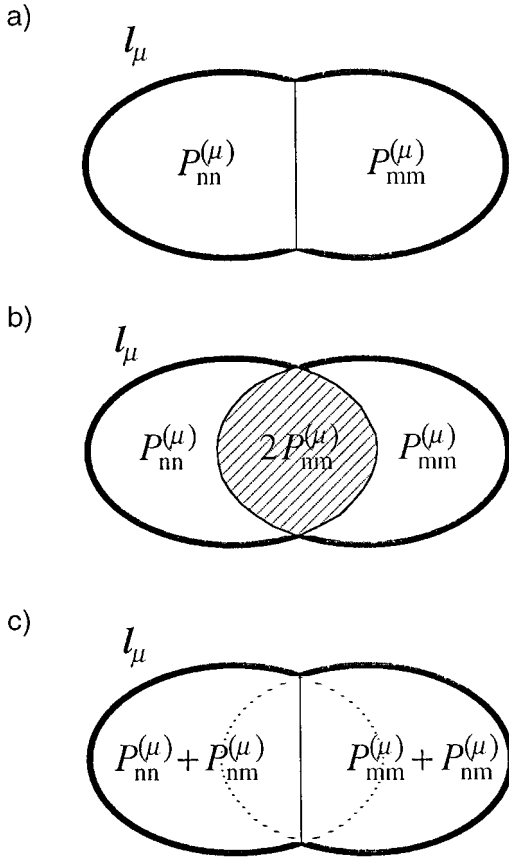 a)
l_μ
P_nn^(μ) P_mm^(μ)
b)
l_μ
P_nn^(μ) 2P_nm^(μ) P_mm^(μ)
c)
l_μ
P_nn^(μ) + P_nm^(μ) P_mm^(μ) + P_nm^(μ)